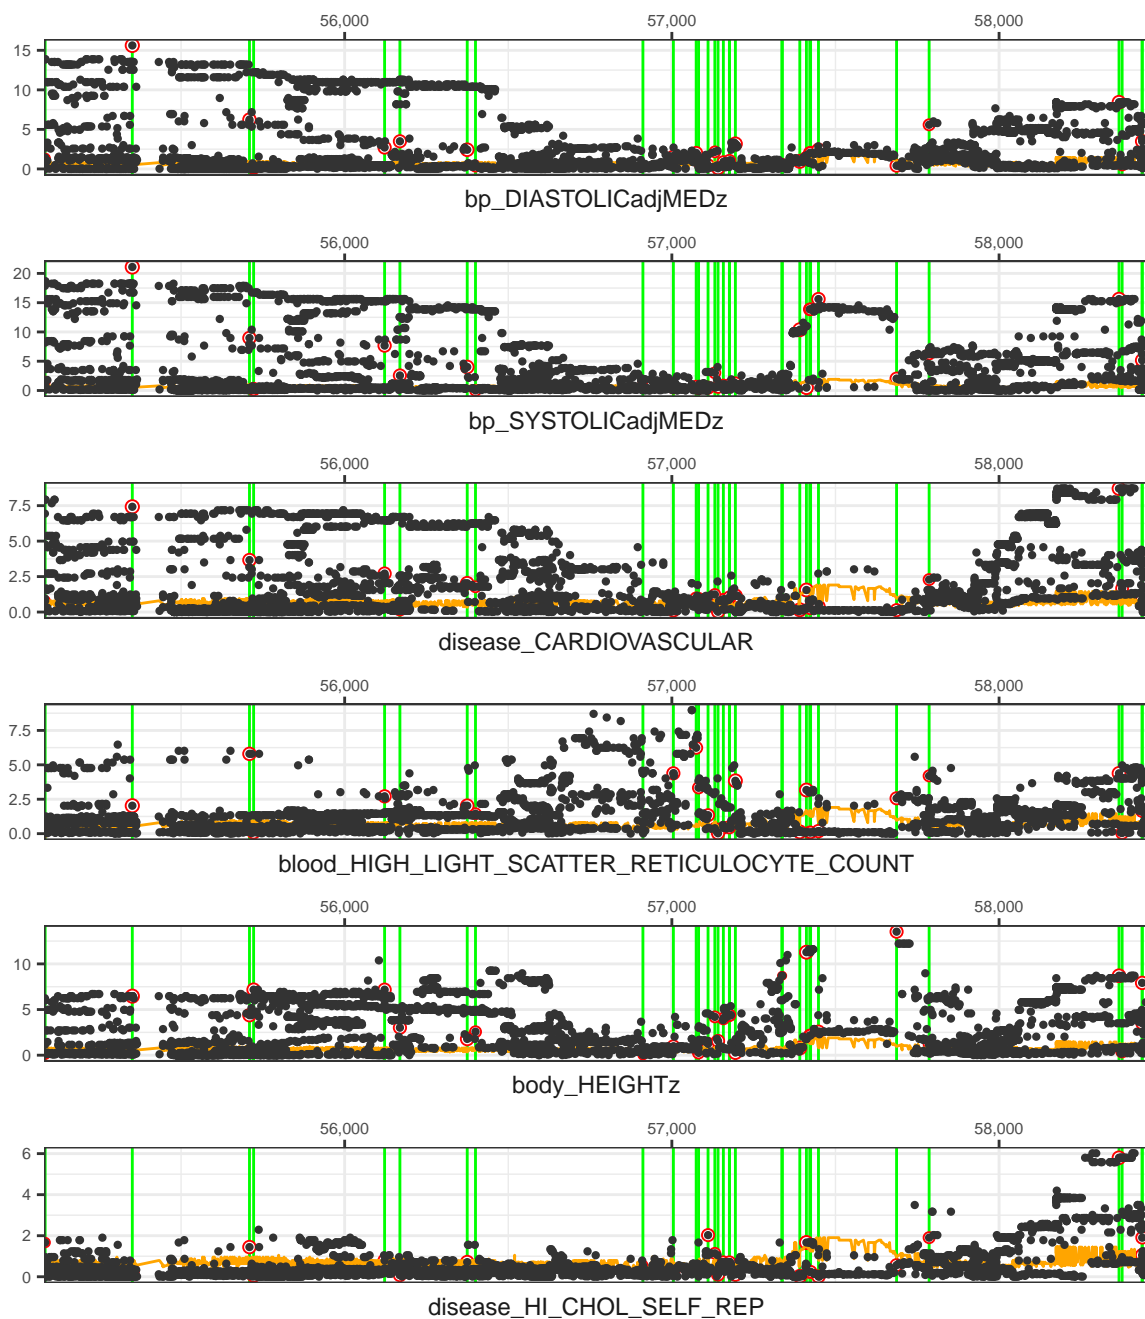 56,000 57,000 58,000
15
10
5
0
bp_DIASTOLICadjMEDz
56,000 57,000 58,000
20
15
10
5
0
bp_SYSTOLICadjMEDz
56,000 57,000 58,000
7.5
5.0
2.5
0.0
disease_CARDIOVASCULAR
56,000 57,000 58,000
7.5
5.0
2.5
0.0
blood_HIGH_LIGHT_SCATTER_RETICULOCYTE_COUNT
56,000 57,000 58,000
10
5
0
body_HEIGHTz
56,000 57,000 58,000
6
4
2
0
disease_HI_CHOL_SELF_REP